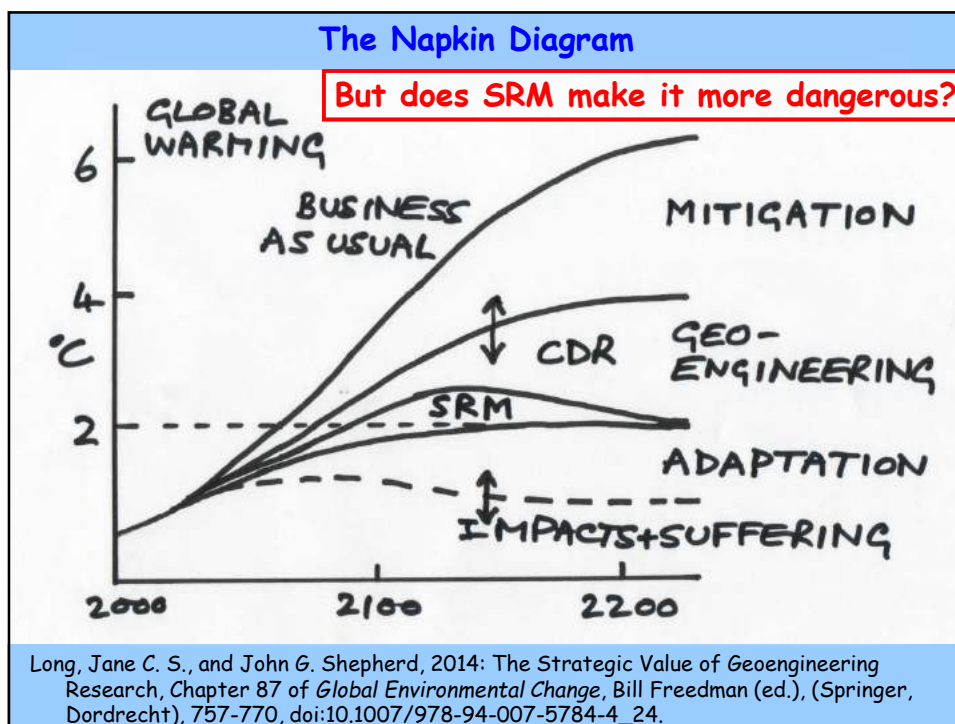 The Napkin Diagram
But does SRM make it more dangerous?
GLOBAL
WARMING
6
BUSINESS
AS USUAL
MITIGATION
4
°C
CDR
GEO-
ENGINEERING
SRM
2
ADAPTATION
IMPACTS+SUFFERING
2000 2100 2200
Long, Jane C. S., and John G. Shepherd, 2014: The Strategic Value of Geoengineering
Research, Chapter 87 of Global Environmental Change, Bill Freedman (ed.), (Springer,
Dordrecht), 757-770, doi:10.1007/978-94-007-5784-4_24.